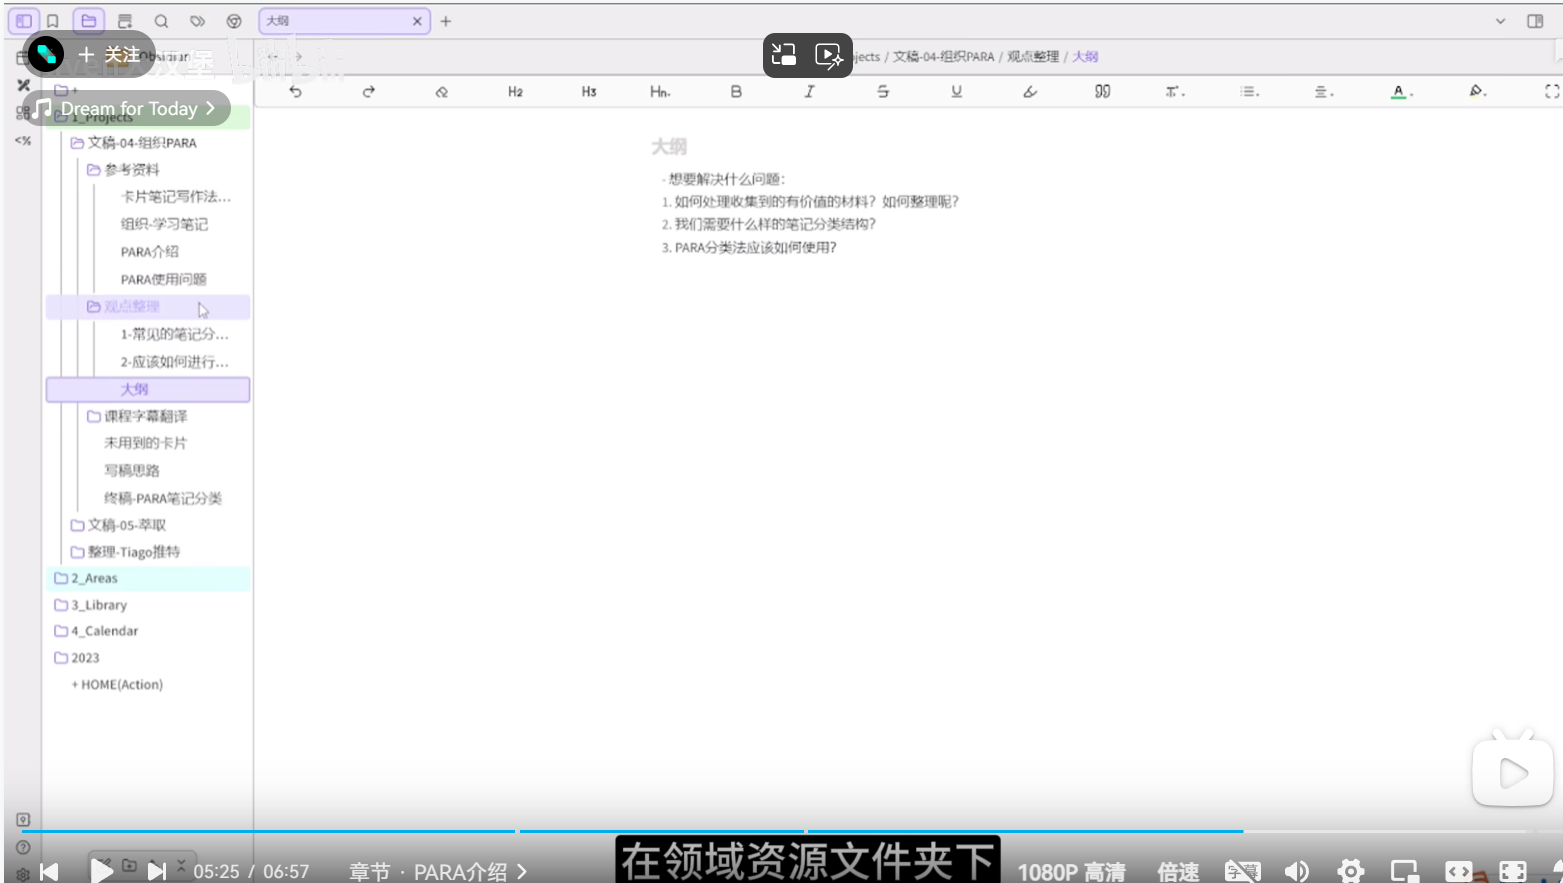 大纲
+ 关注
bilibili
Projects / 文稿-04-组织PARA / 观点整理 / 大纲
Dream for Today
H2 H3 Hn. B I S U A
1_Projects
文稿-04-组织PARA
参考资料
卡片笔记写作法...
组织-学习笔记
PARA介绍
PARA使用问题
观点整理
1-常见的笔记分...
2-应该如何进行...
大纲
课程字幕翻译
未用到的卡片
写稿思路
终稿-PARA笔记分类
文稿-05-萃取
整理-Tiago推特
2_Areas
3_Library
4_Calendar
2023
+ HOME(Action)
大纲
- 想要解决什么问题：
1. 如何处理收集到的有价值的材料？如何整理呢？
2. 我们需要什么样的笔记分类结构？
3. PARA分类法应该如何使用？
在领域资源文件夹下
05:25 / 06:57
章节 · PARA介绍
1080P 高清
倍速
字幕